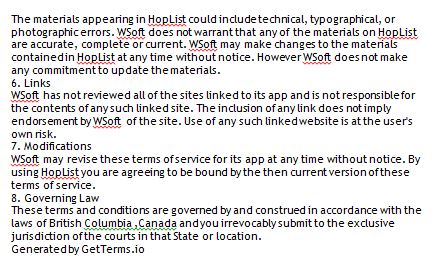 The materials appearing in HopList could include technical, typographical, or
photographic errors. WSoft does not warrant that any of the materials on HopList
are accurate, complete or current. WSoft may make changes to the materials
contained in HopList at any time without notice. However WSoft does not make
any commitment to update the materials.
6. Links
WSoft has not reviewed all of the sites linked to its app and is not responsible for
the contents of any such linked site. The inclusion of any link does not imply
endorsement by WSoft of the site. Use of any such linked website is at the user's
own risk.
7. Modifications
WSoft may revise these terms of service for its app at any time without notice. By
using HopList you are agreeing to be bound by the then current version of these
terms of service.
8. Governing Law
These terms and conditions are governed by and construed in accordance with the
laws of British Columbia ,Canada and you irrevocably submit to the exclusive
jurisdiction of the courts in that State or location.
Generated by GetTerms.io